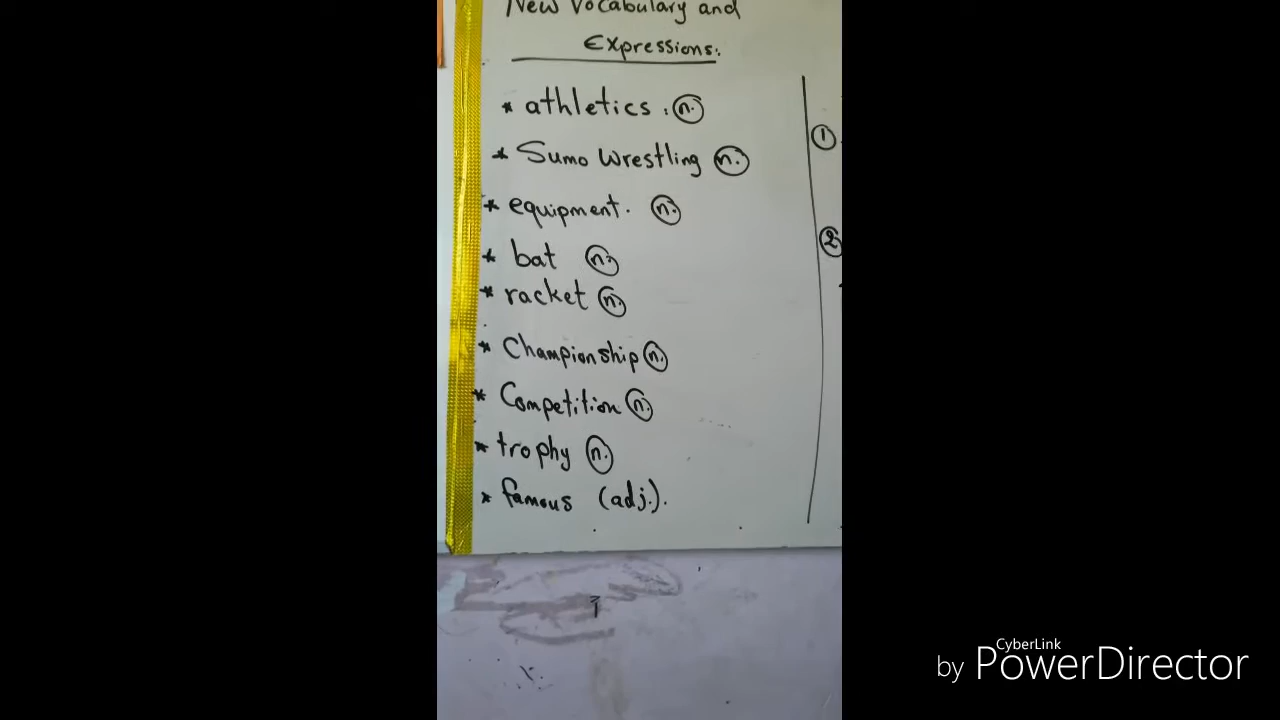 New Vocabulary and
Expressions:
* athletics. n.
* Sumo Wrestling n.
* equipment. n.
* bat n.
* racket n.
* Championship n.
* Competition n.
* trophy n.
* famous (adj.).
1
2
CyberLink
by PowerDirector